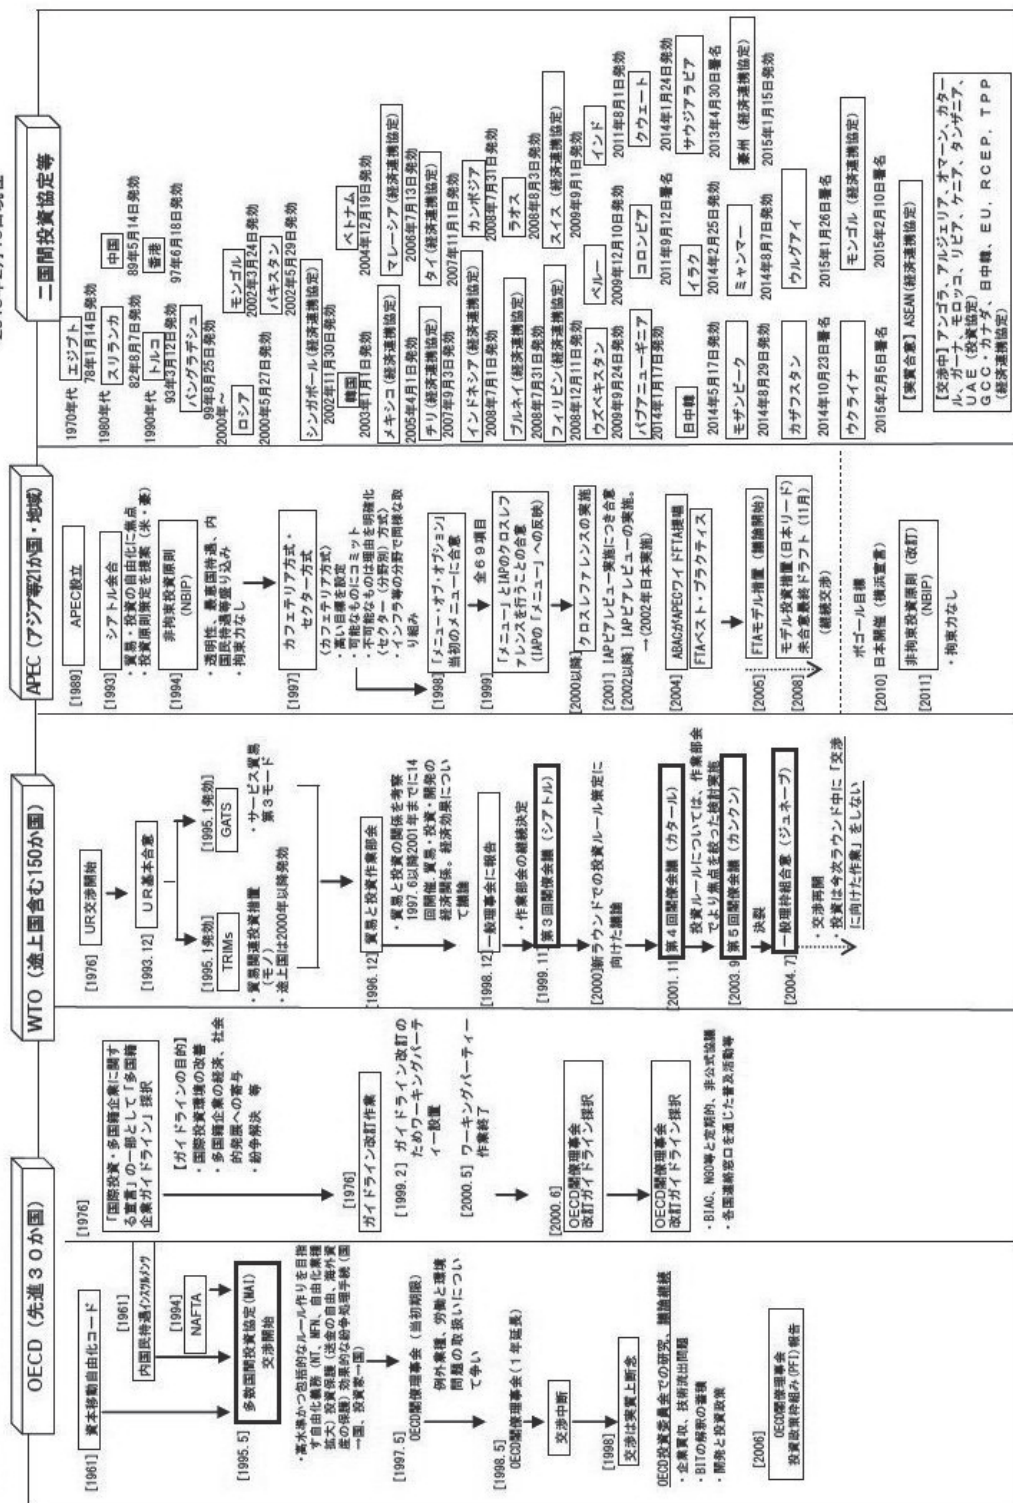 OECD(先進30か国)
[1961]
資本移動自由化コード
[1961]
内国民待遇インスツルメンツ
[1994]
NAFTA
[1995.5]
多数国間投資協定(MAI)
交渉開始
・高水準かつ包括的なルール作りを目指
す自由化義務(NT、MFN、自由化業種
拡大)投資保護(送金の自由、海外資
産の保護)効果的な紛争処理手続(国
→国、投資家→国)
[1997.5]
OECD閣僚理事会(当初期限)
例外業種、労働と環境
問題の取扱いについ
て争い
[1998.5]
OECD閣僚理事会(1年延長)
交渉中断
[1998]
交渉は実質上断念
OECD投資委員会での研究、議論継続
・企業買収、技術流出問題
・BITの解釈の蓄積
・開発と投資政策
[2006]
OECD閣僚理事会
投資政策枠組み(PFI)報告
[1976]
「国際投資・多国籍企業に関す
る宣言」の一部として「多国籍
企業ガイドライン」採択
【ガイドラインの目的】
・国際投資環境の改善
・多国籍企業の経済、社会
的発展への寄与
・紛争解決 等
[1976]
ガイドライン改訂作業
[1999.2] ガイドライン改訂の
ためワーキングパーテ
ィー設置
[2000.5] ワーキングパーティー
作業終了
[2000.6]
OECD閣僚理事会
改訂ガイドライン採択
OECD閣僚理事会
改訂ガイドライン採択
・BIAC、NGO等と定期的、非公式協議
・各国連絡窓口を通じた普及活動等
WTO(途上国含む150か国)
[1976]
UR交渉開始
[1993.12]
UR基本合意
[1995.1発効]
TRIMs
・貿易関連投資措置
(モノ)
・途上国は2000年以降発効
[1995.1発効]
GATS
・サービス貿易
第3モード
[1996.12]
貿易と投資作業部会
・貿易と投資の関係を考察
・1997.6以降2001年までに14
回開催、貿易・投資・開発の
経済関係。経済効果につい
て議論
[1998.12]
一般理事会に報告
・作業部会の継続決定
[1999.11]
第3回閣僚会議(シアトル)
[2000]新ラウンドでの投資ルール策定に
向けた議論
[2001.11]
第4回閣僚会議(カタール)
投資ルールについては、作業部会
でより焦点を絞った検討実施
[2003.9]
第5回閣僚会議(カンクン)
決裂
[2004.7]
一般理枠組合意(ジュネーブ)
・交渉再開
・投資は今次ラウンド中に「交渉
に向けた作業」をしない
APEC(アジア等21か国・地域)
[1989]
APEC設立
[1993]
シアトル会合
・貿易・投資の自由化に焦点
・投資原則策定を提案(米・豪)
[1994]
非拘束投資原則
(NBIP)
・透明性、最恵国待遇、内
国民待遇等盛り込み
・拘束力なし
[1997]
カフェテリア方式・
セクター方式
〈カフェテリア方式〉
・高い目標を設定
・可能なものにコミット
・不可能なものは理由を明確化
〈セクター(分野別)方式〉
・インフラ等の分野で同様な取
り組み
[1998]
「メニュー・オブ・オプション」
当初のメニューに合意
全69項目
[1999]
「メニュー」とIAPのクロスレフ
ァレンスを行うことの合意
(IAPの「メニュー」への反映)
[2000以降]
クロスレファレンスの実施
[2001] IAPピアレビュー実施につき合意
[2002以降] IAPピアレビューの実施。
→(2002年日本実施)
[2004]
ABACがAPECワイドFTA提唱
FTAベスト・プラクティス
[2005]
FTAモデル措置(議論開始)
[2008]
モデル投資措置(日本リード)
未合意最終ドラフト(11月)
(継続交渉)
ボゴール目標
[2010] 日本開催(横浜宣言)
[2011]
非拘束投資原則(改訂)
(NBIP)
・拘束力なし
二国間投資協定等
1970年代
エジプト
78年1月14日発効
1980年代
スリランカ
82年8月7日発効
中国
89年5月14日発効
1990年代
トルコ
93年3月12日発効
香港
97年6月18日発効
バングラデシュ
99年8月25日発効
2000年~
ロシア
2000年5月27日発効
モンゴル
2002年3月24日発効
パキスタン
2002年5月29日発効
シンガポール(経済連携協定)
2002年11月30日発効
韓国
2003年1月1日発効
ベトナム
2004年12月19日発効
メキシコ(経済連携協定)
2005年4月1日発効
マレーシア(経済連携協定)
2006年7月13日発効
チリ(経済連携協定)
2007年9月3日発効
タイ(経済連携協定)
2007年11月1日発効
インドネシア(経済連携協定)
2008年7月1日発効
カンボジア
2008年7月31日発効
ブルネイ(経済連携協定)
2008年7月31日発効
ラオス
2008年8月3日発効
フィリピン(経済連携協定)
2008年12月11日発効
スイス(経済連携協定)
2009年9月1日発効
ウズベキスタン
2009年9月24日発効
ペルー
2009年12月10日発効
インド
2011年8月1日発効
パプアニューギニア
2014年1月17日発効
コロンビア
2011年9月12日署名
クウェート
2014年1月24日発効
日中韓
2014年5月17日発効
イラク
2014年2月25日発効
サウジアラビア
2013年4月30日署名
モザンビーク
2014年8月29日発効
ミャンマー
2014年8月7日発効
豪州(経済連携協定)
2015年1月15日発効
カザフスタン
2014年10月23日署名
ウルグアイ
2015年1月26日署名
ウクライナ
2015年2月5日署名
モンゴル(経済連携協定)
2015年2月10日署名
【実質合意】ASEAN(経済連携協定)
【交渉中】アンゴラ、アルジェリア、オマーン、カター
ル、ガーナ、モロッコ、リビア、ケニア、タンザニア、
UAE(投資協定)
GCC・カナダ、日中韓、EU、RCEP、TPP
(経済連携協定)